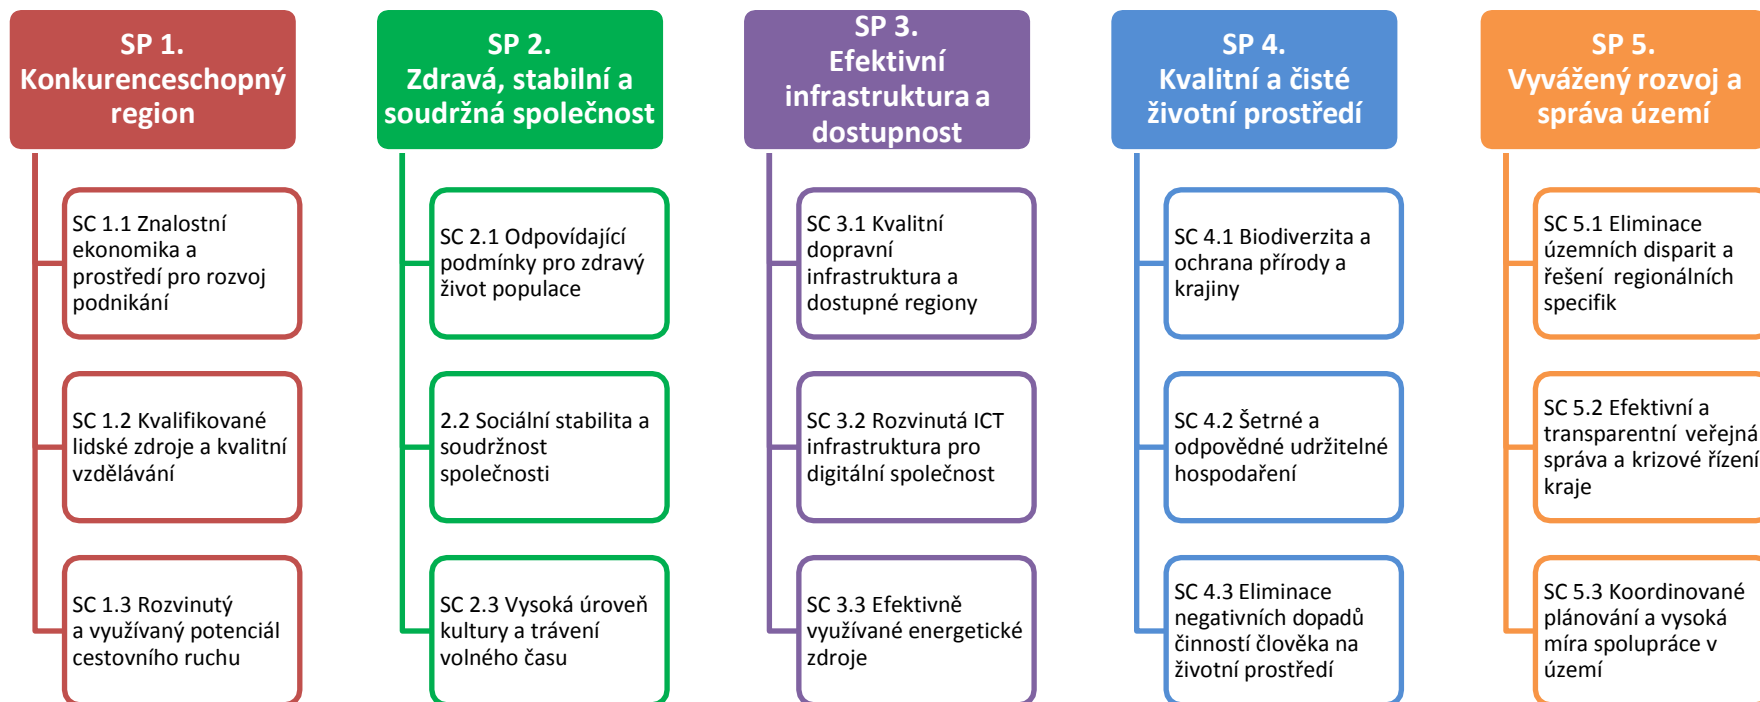 SP 1.
Konkurenceschopný
region
SC 1.1 Znalostní
ekonomika a
prostředí pro rozvoj
podnikání
SC 1.2 Kvalifikované
lidské zdroje a kvalitní
vzdělávání
SC 1.3 Rozvinutý
a využívaný potenciál
cestovního ruchu
SP 2.
Zdravá, stabilní a
soudržná společnost
SC 2.1 Odpovídající
podmínky pro zdravý
život populace
2.2 Sociální stabilita a
soudržnost
společnosti
SC 2.3 Vysoká úroveň
kultury a trávení
volného času
SP 3.
Efektivní
infrastruktura a
dostupnost
SC 3.1 Kvalitní
dopravní
infrastruktura a
dostupné regiony
SC 3.2 Rozvinutá ICT
infrastruktura pro
digitální společnost
SC 3.3 Efektivně
využívané energetické
zdroje
SP 4.
Kvalitní a čisté
životní prostředí
SC 4.1 Biodiverzita a
ochrana přírody a
krajiny
SC 4.2 Šetrné a
odpovědné udržitelné
hospodaření
SC 4.3 Eliminace
negativních dopadů
činností člověka na
životní prostředí
SP 5.
Vyvážený rozvoj a
správa území
SC 5.1 Eliminace
územních disparit a
řešení regionálních
specifik
SC 5.2 Efektivní a
transparentní veřejná
správa a krizové řízení
kraje
SC 5.3 Koordinované
plánování a vysoká
míra spolupráce v
území